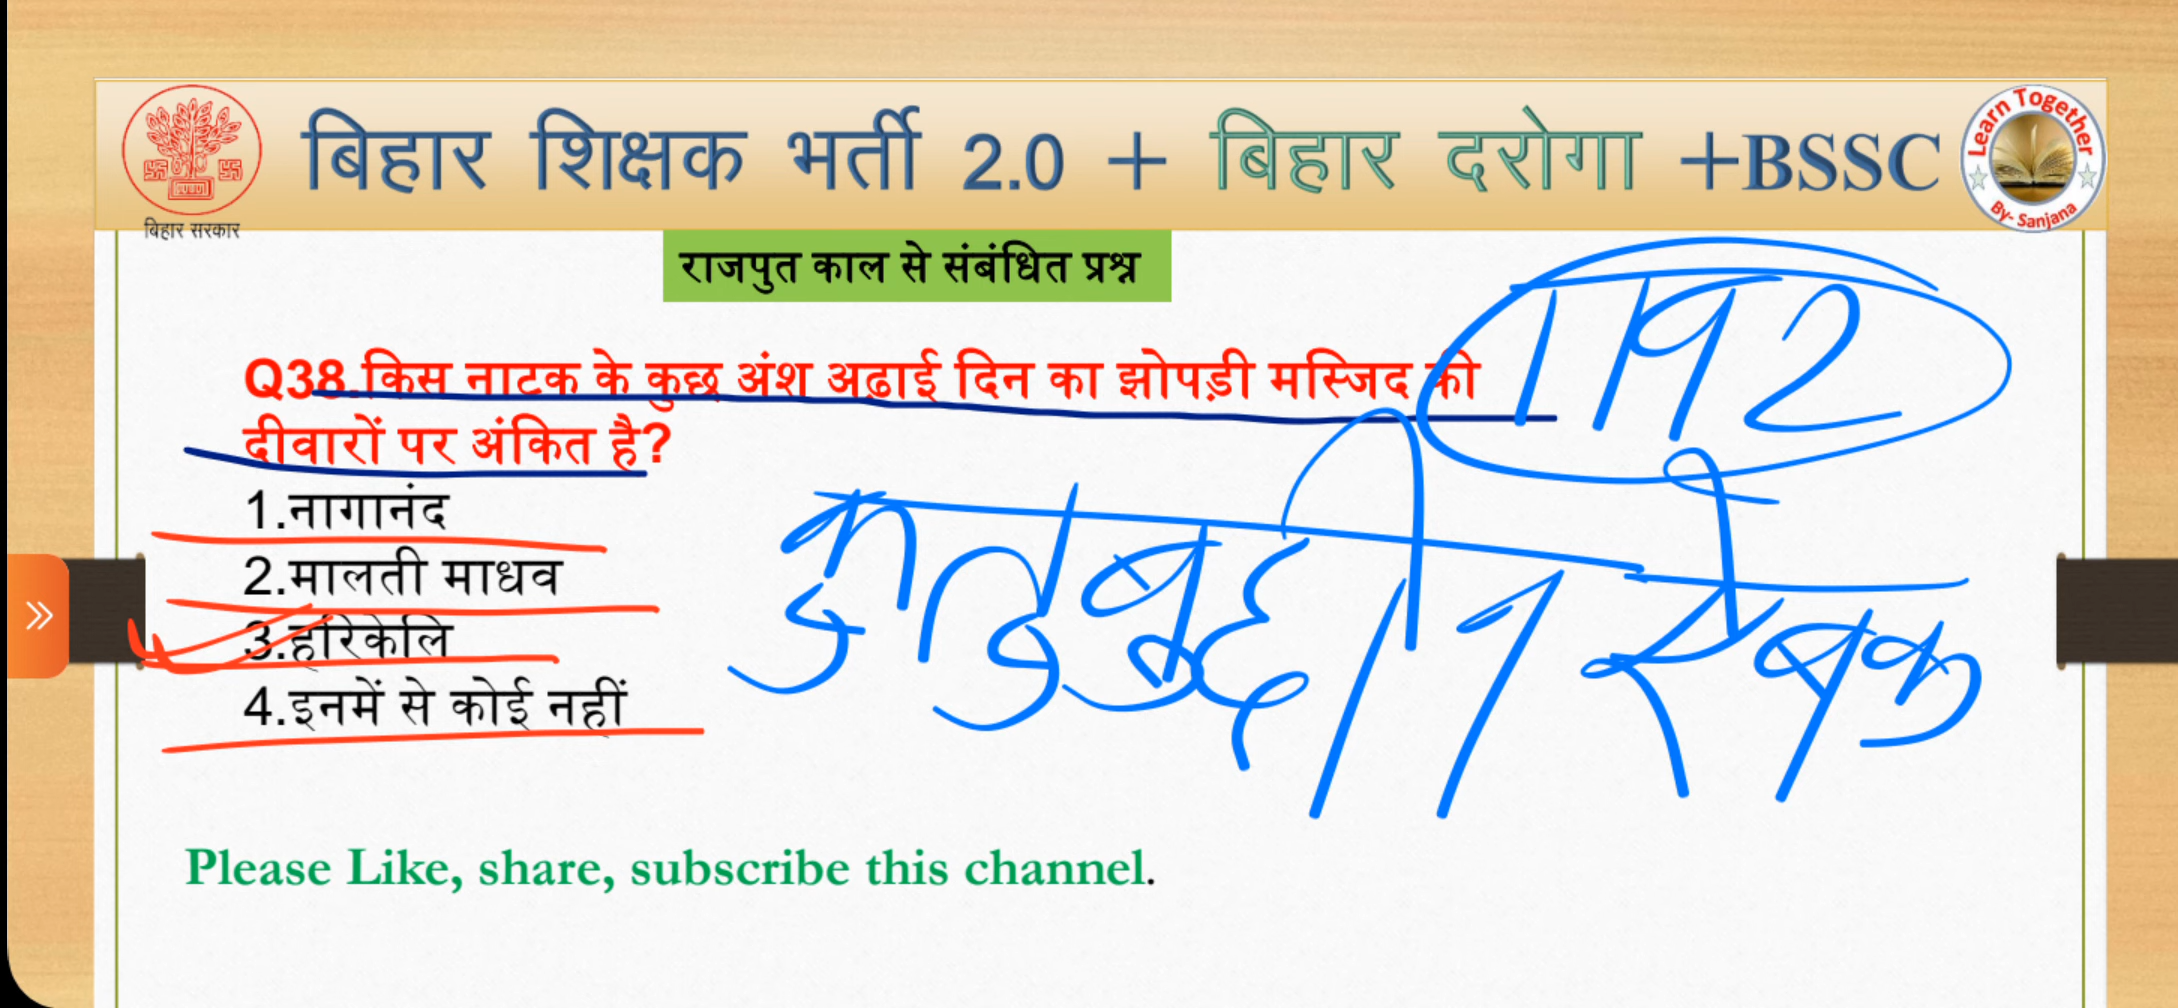 बिहार शिक्षक भर्ती 2.0 + बिहार दरोगा +BSSC
बिहार सरकार
Learn Together
By- Sanjana
राजपुत काल से संबंधित प्रश्न
1192
Q38.किस नाटक के कुछ अंश अढ़ाई दिन का झोपड़ी मस्जिद की
दीवारों पर अंकित है?
1.नागानंद
2.मालती माधव
3.हरिकेलि
4.इनमें से कोई नहीं
कुतुबुद्दीन ऐबक
Please Like, share, subscribe this channel.